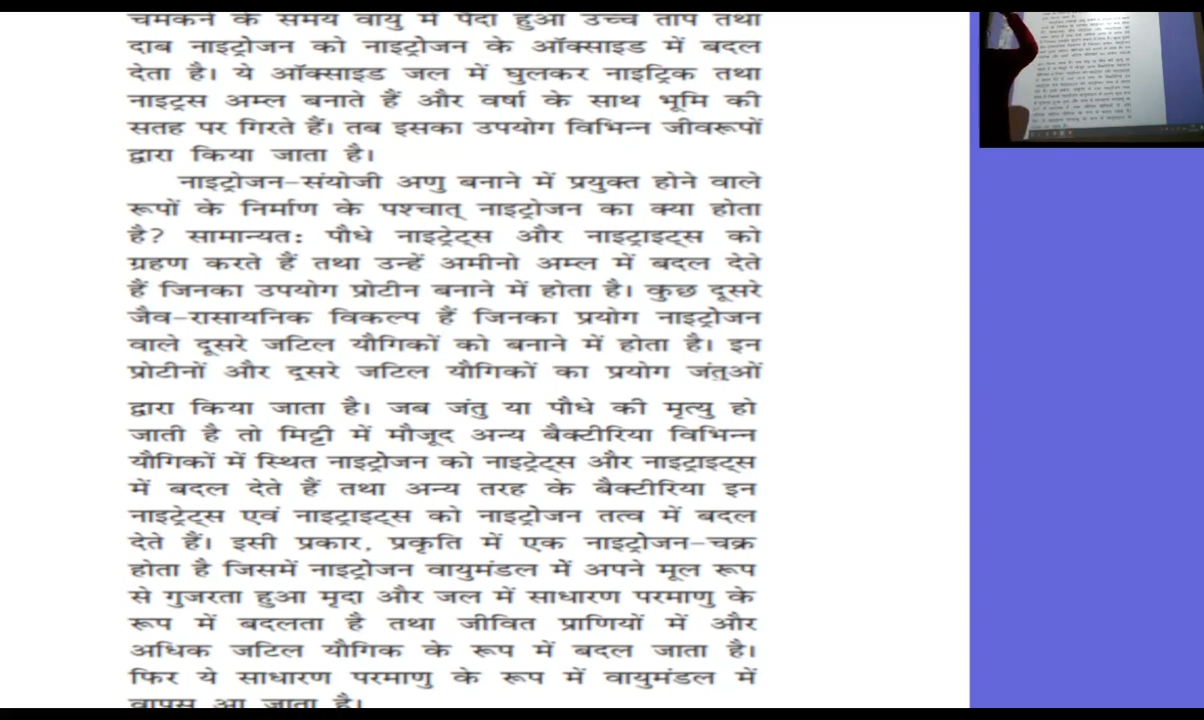 चमकने के समय वायु में पैदा हुआ उच्च ताप तथा
दाब नाइट्रोजन को नाइट्रोजन के ऑक्साइड में बदल
देता है। ये ऑक्साइड जल में घुलकर नाइट्रिक तथा
नाइट्रस अम्ल बनाते हैं और वर्षा के साथ भूमि की
सतह पर गिरते हैं। तब इसका उपयोग विभिन्न जीवरूपों
द्वारा किया जाता है।
नाइट्रोजन-संयोजी अणु बनाने में प्रयुक्त होने वाले
रूपों के निर्माण के पश्चात् नाइट्रोजन का क्या होता
है? सामान्यतः पौधे नाइट्रेट्स और नाइट्राइट्स को
ग्रहण करते हैं तथा उन्हें अमीनो अम्ल में बदल देते
हैं जिनका उपयोग प्रोटीन बनाने में होता है। कुछ दूसरे
जैव-रासायनिक विकल्प हैं जिनका प्रयोग नाइट्रोजन
वाले दूसरे जटिल यौगिकों को बनाने में होता है। इन
प्रोटीनों और दूसरे जटिल यौगिकों का प्रयोग जंतुओं
द्वारा किया जाता है। जब जंतु या पौधे की मृत्यु हो
जाती है तो मिट्टी में मौजूद अन्य बैक्टीरिया विभिन्न
यौगिकों में स्थित नाइट्रोजन को नाइट्रेट्स और नाइट्राइट्स
में बदल देते हैं तथा अन्य तरह के बैक्टीरिया इन
नाइट्रेट्स एवं नाइट्राइट्स को नाइट्रोजन तत्व में बदल
देते हैं। इसी प्रकार, प्रकृति में एक नाइट्रोजन-चक्र
होता है जिसमें नाइट्रोजन वायुमंडल में अपने मूल रूप
से गुजरता हुआ मृदा और जल में साधारण परमाणु के
रूप में बदलता है तथा जीवित प्राणियों में और
अधिक जटिल यौगिक के रूप में बदल जाता है।
फिर ये साधारण परमाणु के रूप में वायुमंडल में
वापस आ जाता है।